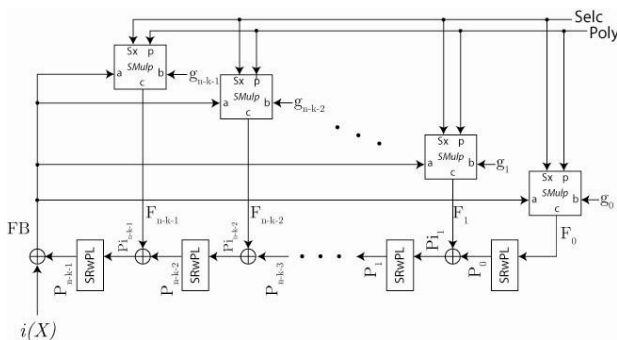 Selc
Poly
Sx p
a SMulp b
c
g_{n-k-1}
Sx p
a SMulp b
c
g_{n-k-2}
Sx p
a SMulp b
c
g_1
Sx p
a SMulp b
c
g_0
FB
F_{n-k-1}
F_{n-k-2}
F_1
F_0
P_{n-k-1}
SRwPL
Pi_{n-k-1}
P_{n-k-2}
SRwPL
Pi_{n-k-2}
P_{n-k-3}
P_1
SRwPL
Pi_1
P_0
SRwPL
i(X)